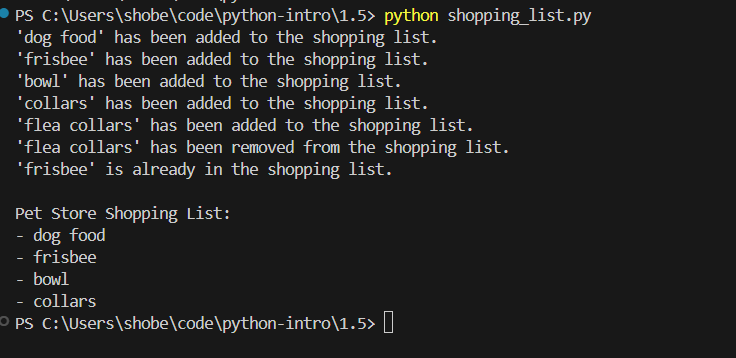 PS C:\Users\shobe\code\python-intro\1.5> python shopping_list.py
'dog food' has been added to the shopping list.
'frisbee' has been added to the shopping list.
'bowl' has been added to the shopping list.
'collars' has been added to the shopping list.
'flea collars' has been added to the shopping list.
'flea collars' has been removed from the shopping list.
'frisbee' is already in the shopping list.

Pet Store Shopping List:
- dog food
- frisbee
- bowl
- collars
PS C:\Users\shobe\code\python-intro\1.5>